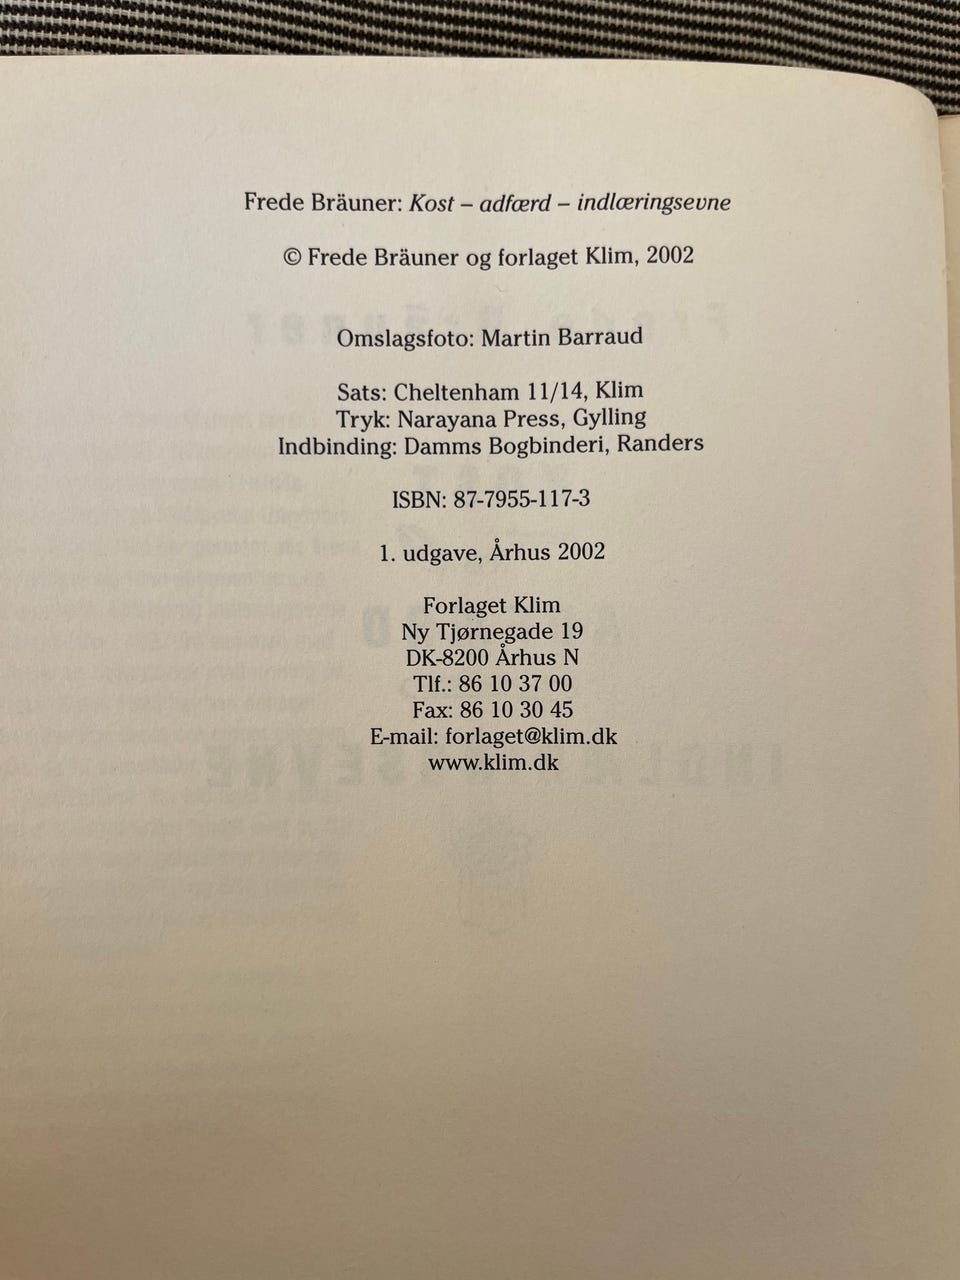 Frede Bräuner: Kost – adfærd – indlæringsevne
© Frede Bräuner og forlaget Klim, 2002
Omslagsfoto: Martin Barraud
Sats: Cheltenham 11/14, Klim
Tryk: Narayana Press, Gylling
Indbinding: Damms Bogbinderi, Randers
ISBN: 87-7955-117-3
1. udgave, Århus 2002
Forlaget Klim
Ny Tjørnegade 19
DK-8200 Århus N
Tlf.: 86 10 37 00
Fax: 86 10 30 45
E-mail: forlaget@klim.dk
www.klim.dk